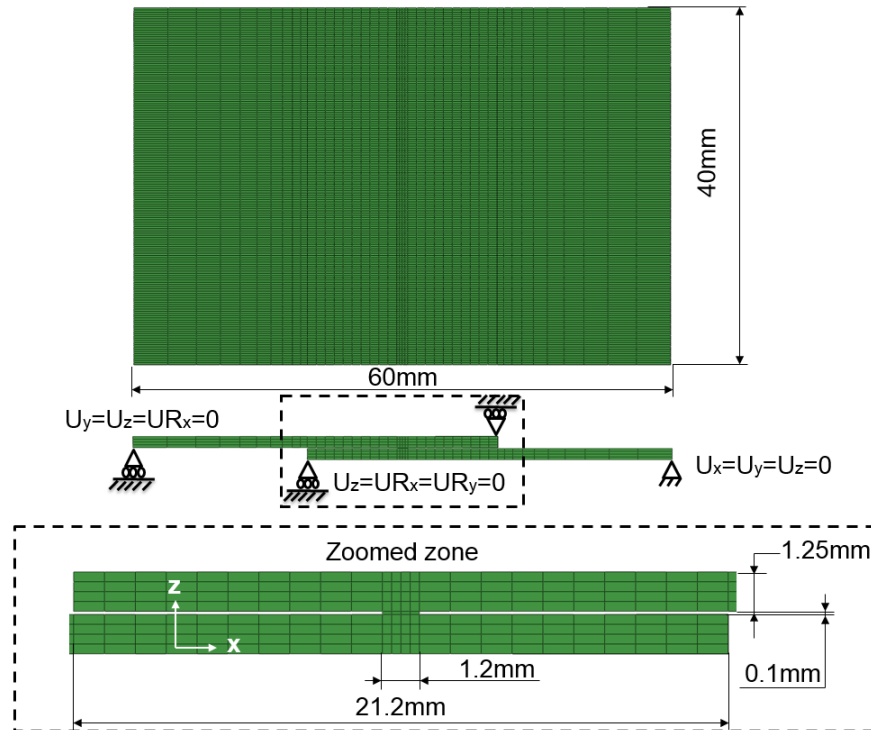 40mm
60mm
Uy=Uz=URx=0
Uz=URx=URy=0
Ux=Uy=Uz=0
Zoomed zone
1.25mm
z
x
1.2mm
0.1mm
21.2mm